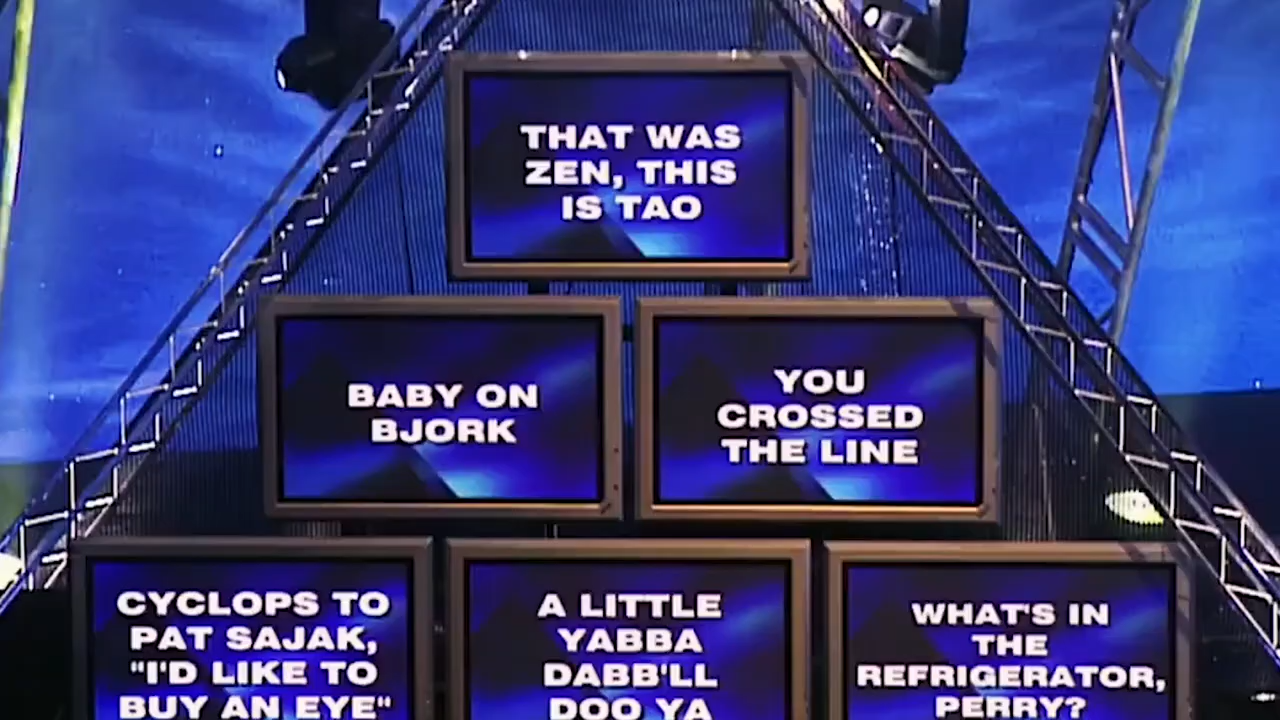 THAT WAS
ZEN, THIS
IS TAO
BABY ON
BJORK
YOU
CROSSED
THE LINE
CYCLOPS TO
PAT SAJAK,
"I'D LIKE TO
BUY AN EYE"
A LITTLE
YABBA
DABB'LL
DOO YA
WHAT'S IN
THE
REFRIGERATOR,
PERRY?